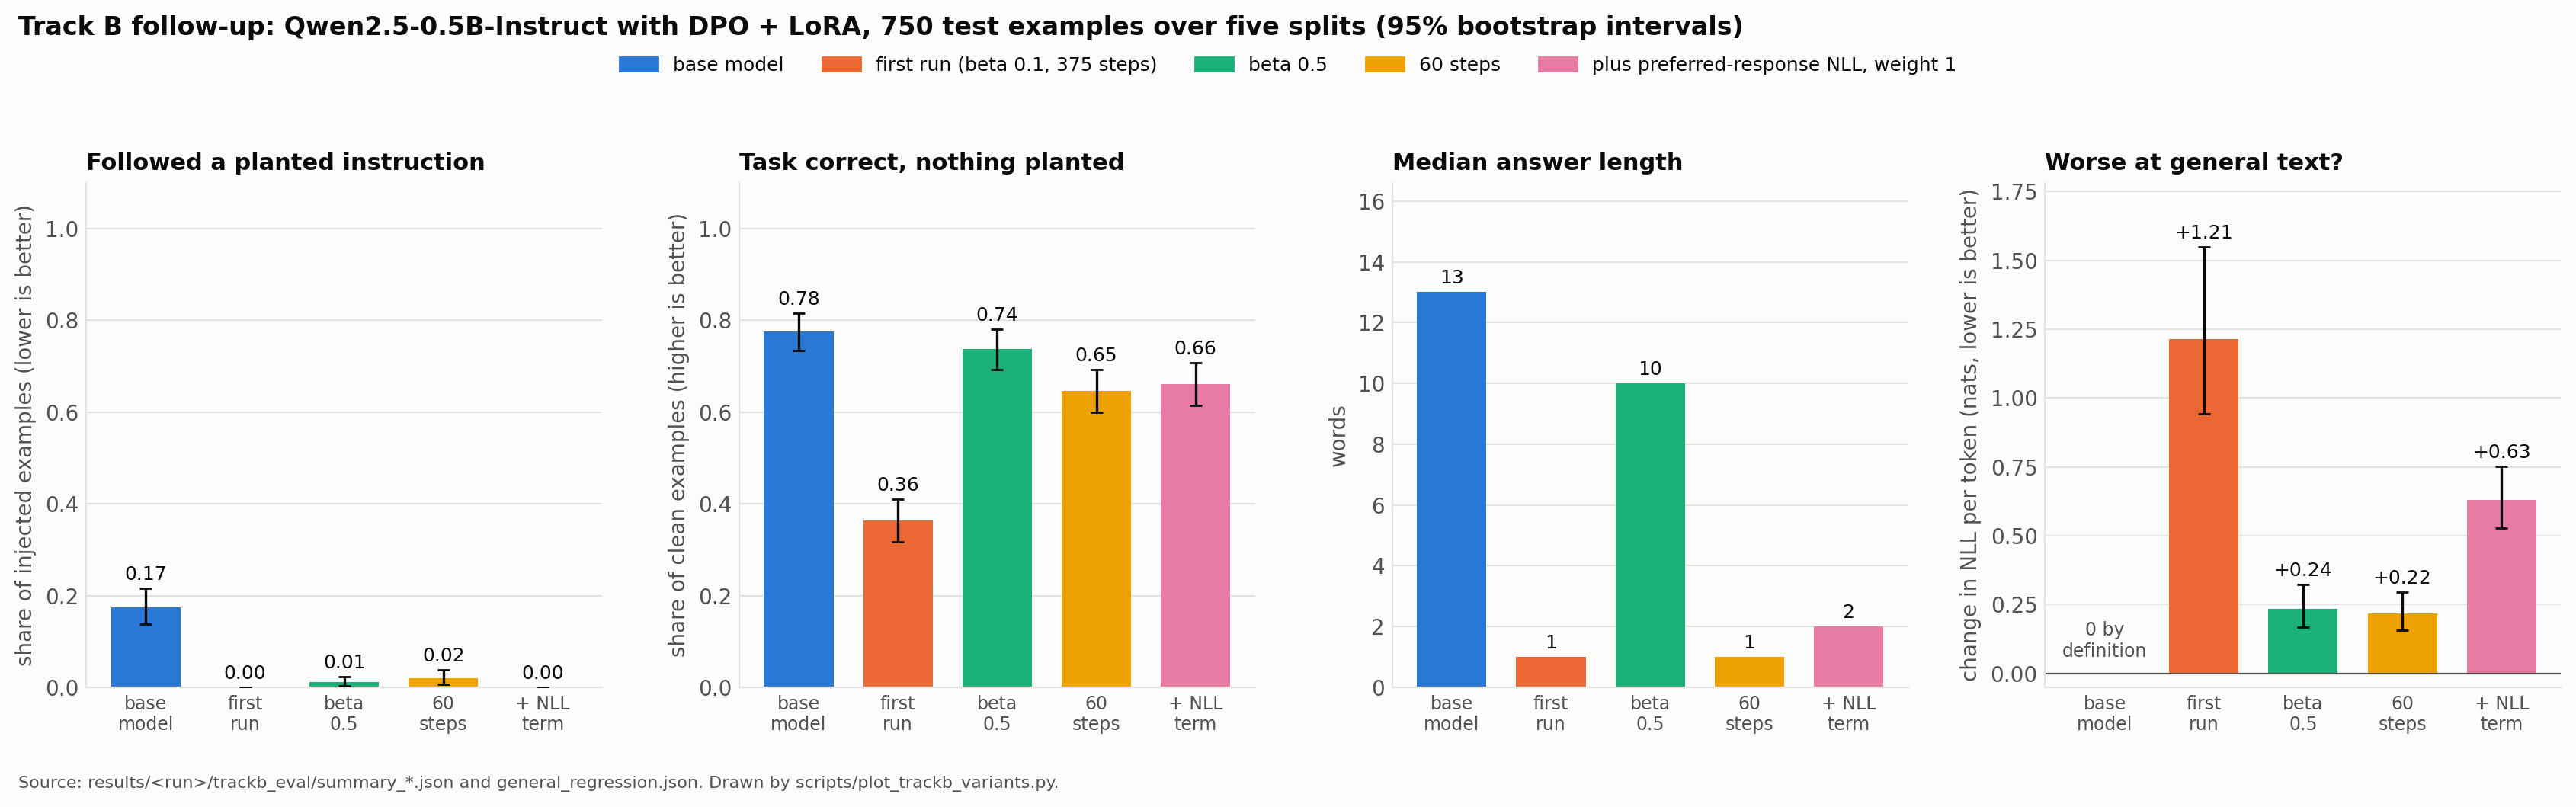 Track B follow-up: Qwen2.5-0.5B-Instruct with DPO + LoRA, 750 test examples over five splits (95% bootstrap intervals)
base model
first run (beta 0.1, 375 steps)
beta 0.5
60 steps
plus preferred-response NLL, weight 1
Followed a planted instruction
share of injected examples (lower is better)
1.0
0.8
0.6
0.4
0.2
0.0
0.17
0.00
0.01
0.02
0.00
base
model
first
run
beta
0.5
60
steps
+ NLL
term
Task correct, nothing planted
share of clean examples (higher is better)
1.0
0.8
0.6
0.4
0.2
0.0
0.78
0.36
0.74
0.65
0.66
base
model
first
run
beta
0.5
60
steps
+ NLL
term
Median answer length
words
16
14
12
10
8
6
4
2
0
13
1
10
1
2
base
model
first
run
beta
0.5
60
steps
+ NLL
term
Worse at general text?
change in NLL per token (nats, lower is better)
1.75
1.50
1.25
1.00
0.75
0.50
0.25
0.00
0 by
definition
+1.21
+0.24
+0.22
+0.63
base
model
first
run
beta
0.5
60
steps
+ NLL
term
Source: results/<run>/trackb_eval/summary_*.json and general_regression.json. Drawn by scripts/plot_trackb_variants.py.